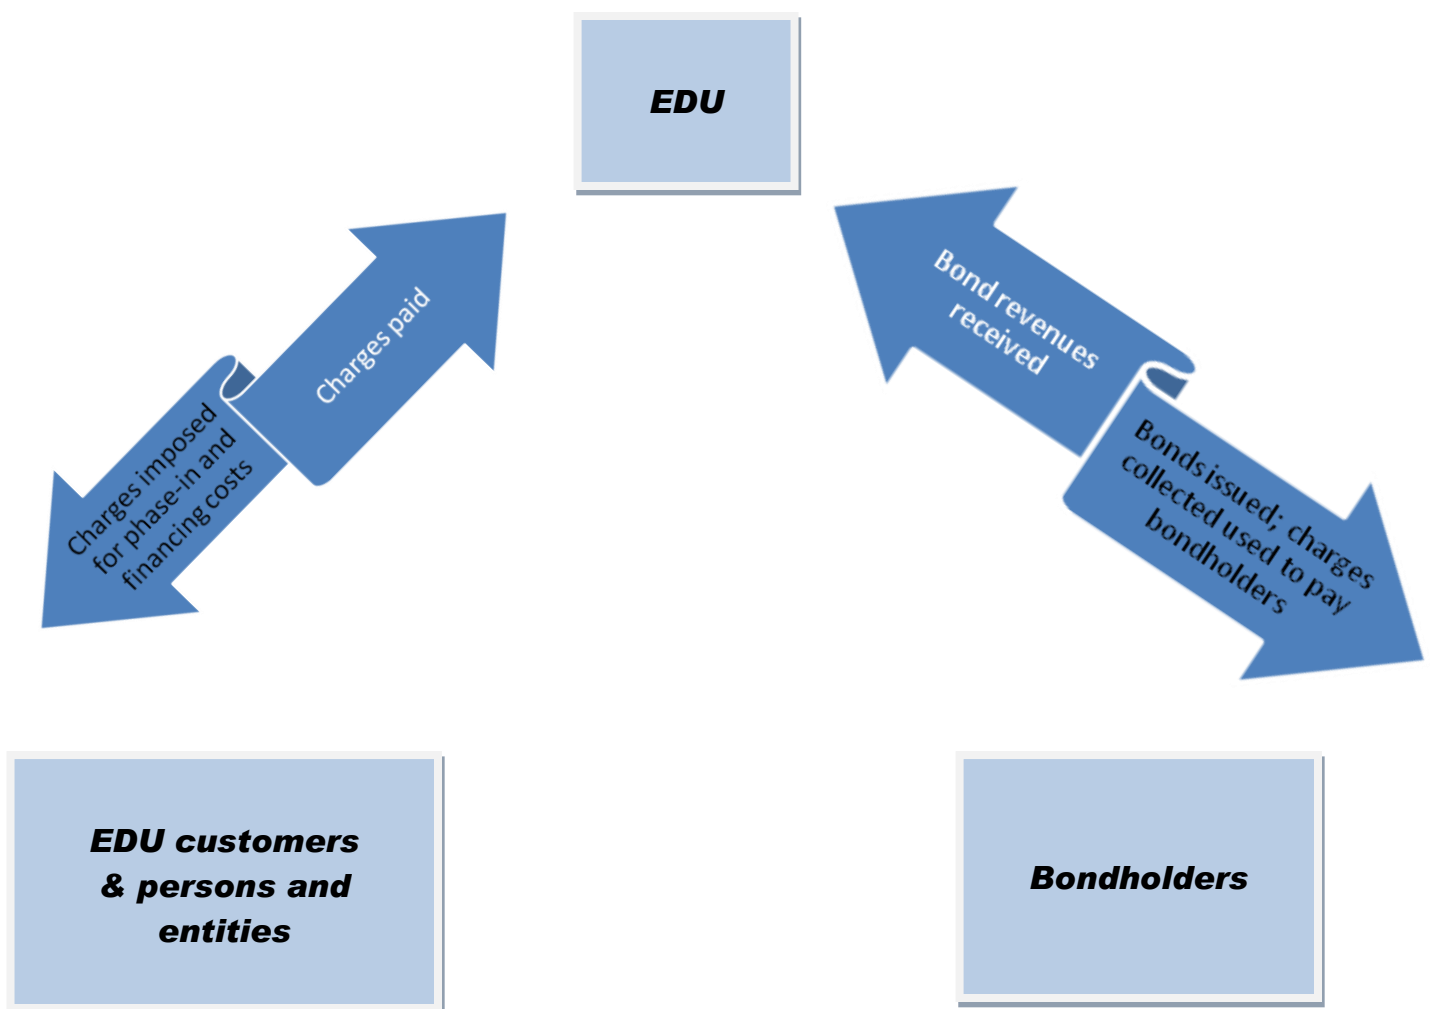 EDU
Charges paid
Charges imposed
for phase-in and
financing costs
Bond revenues
received
Bonds issued; charges
collected used to pay
bondholders
EDU customers
& persons and
entities
Bondholders